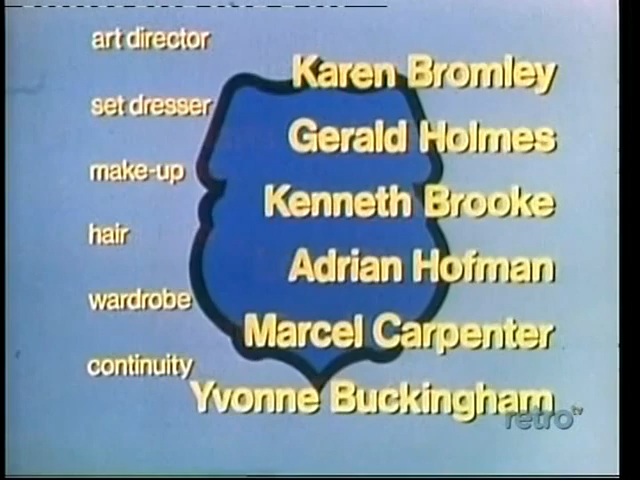 art director
Karen Bromley
set dresser
Gerald Holmes
make-up
Kenneth Brooke
hair
Adrian Hofman
wardrobe
Marcel Carpenter
continuity
Yvonne Buckingham
retro tv